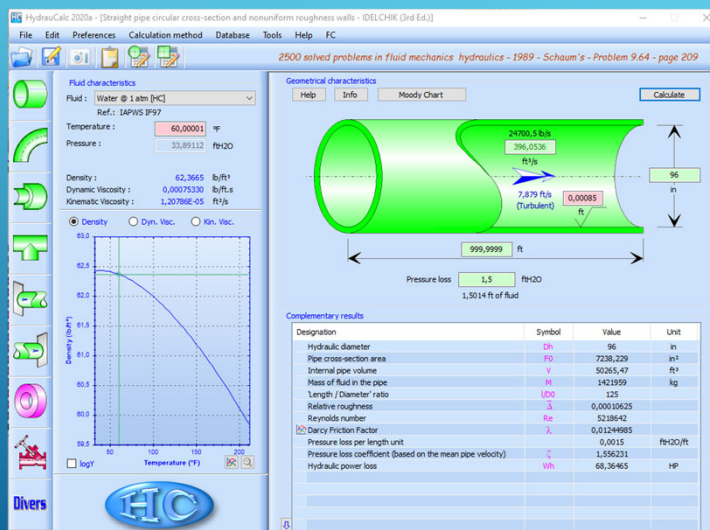 HydrauCalc 2020a - [Straight pipe circular cross-section and nonuniform roughness walls - IDELCHIK (3rd Ed.)]
File Edit Preferences Calculation method Database Tools Help FC
2500 solved problems in fluid mechanics hydraulics - 1989 - Schaum's - Problem 9.64 - page 209
Fluid characteristics
Fluid : Water @ 1 atm [HC]
Ref.: IAPWS IF97
Temperature : 60,00001 °F
Pressure : 33,89112 ftH2O
Density : 62,3665 lb/ft³
Dynamic Viscosity : 0,00075330 lb/ft.s
Kinematic Viscosity : 1,20786E-05 ft²/s
Density Dyn. Visc. Kin. Visc.
63,0
62,5
62,0
61,5
61,0
60,5
60,0
59,5
Density (lb/ft³)
50 100 150 200
logY Temperature (°F)
HC
Divers
Geometrical characteristics
Help Info Moody Chart Calculate
24700,5 lb/s
396,0536
ft³/s
7,879 ft/s
(Turbulent)
0,00085
ft
96
in
999,9999 ft
Pressure loss 1,5 ftH2O
1,5014 ft of fluid
Complementary results
Designation Symbol Value Unit
Hydraulic diameter Dh 96 in
Pipe cross-section area F0 7238,229 in²
Internal pipe volume V 50265,47 ft³
Mass of fluid in the pipe M 1421959 kg
'Length / Diameter' ratio l/D0 125
Relative roughness Δ 0,00010625
Reynolds number Re 5218642
Darcy Friction Factor λ 0,01244985
Pressure loss per length unit 0,0015 ftH2O/ft
Pressure loss coefficient (based on the mean pipe velocity) ζ 1,556231
Hydraulic power loss Wh 68,36465 HP